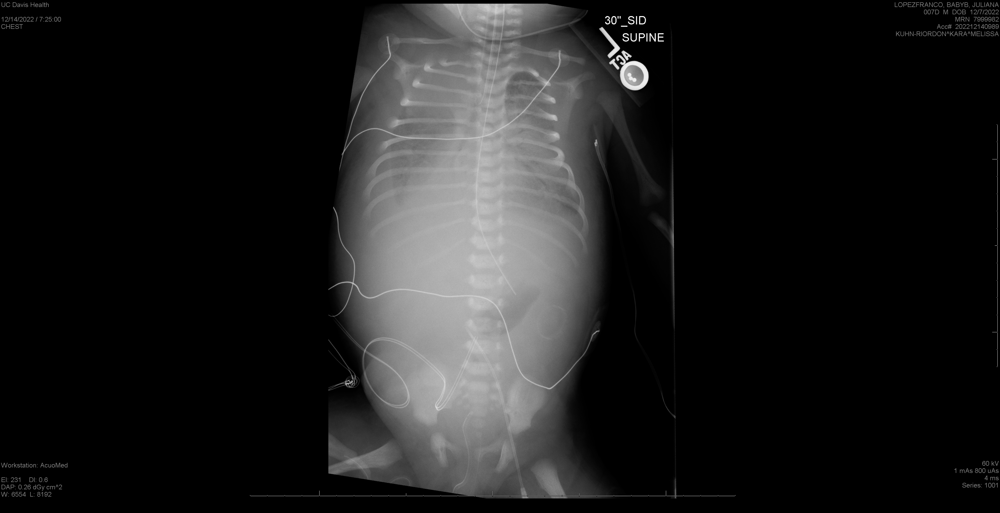 UC Davis Health
12/14/2022 / 7:25:00
CHEST
LOPEZFRANCO, BABYB, JULIANA
007D M DOB 12/7/2022
MRN 7999982
Acc# 202212140989
KUHN-RIORDON^KARA^MELISSA
30"_SID
SUPINE
L
ACT
Workstation: AcuoMed
EI: 231 DI: 0.6
DAP: 0.26 dGy cm^2
W: 6554 L: 8192
60 kV
1 mAs 800 uAs
4 ms
Series: 1001